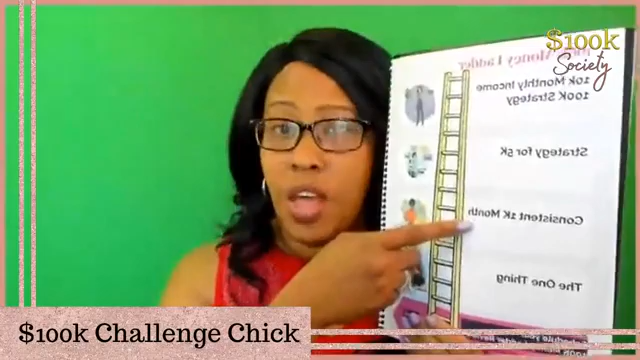 $100k
Society
Money Ladder
10k Monthly Income
100K Strategy
Strategy for 5K
Consistent 1K Month
The One Thing
$100k Challenge Chick